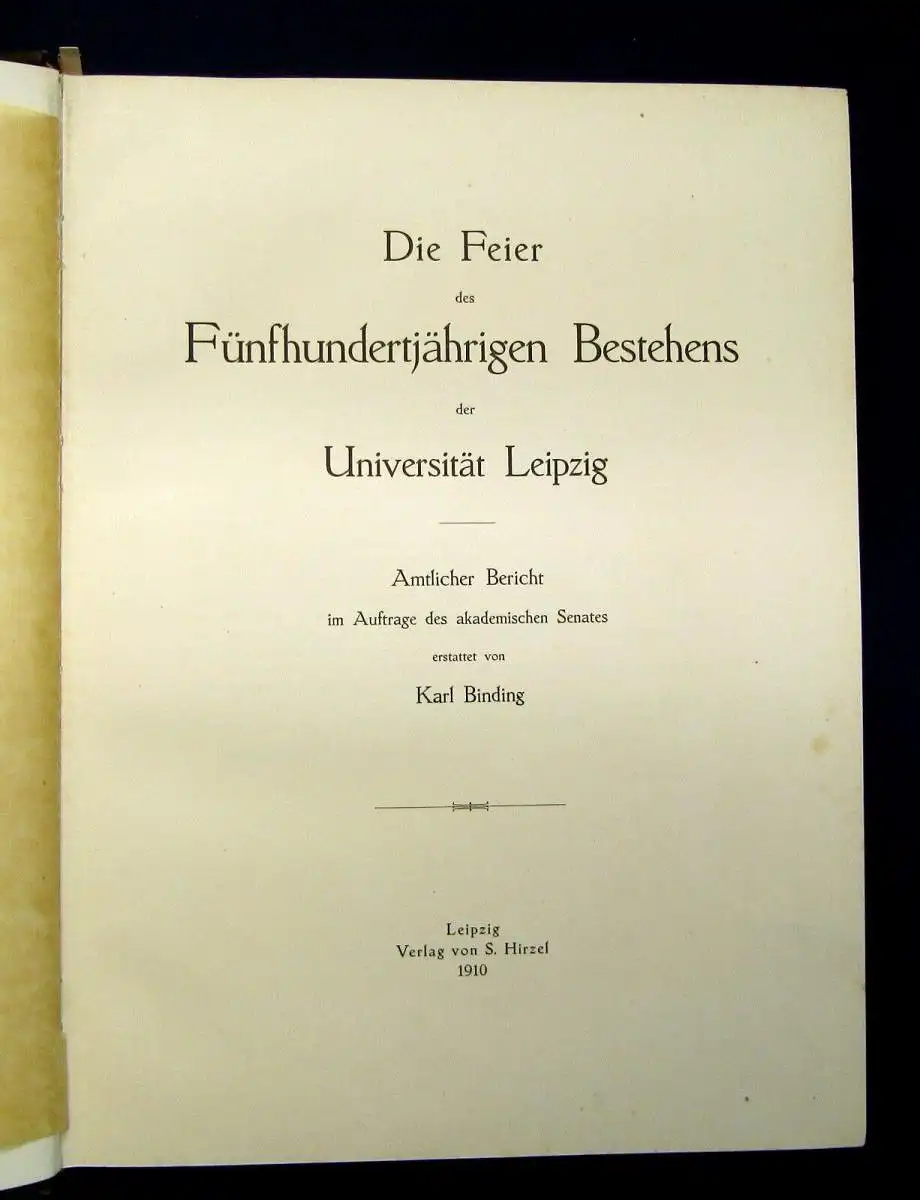 Die Feier
des
Fünfhundertjährigen Bestehens
der
Universität Leipzig
Amtlicher Bericht
im Auftrage des akademischen Senates
erstattet von
Karl Binding
Leipzig
Verlag von S. Hirzel
1910